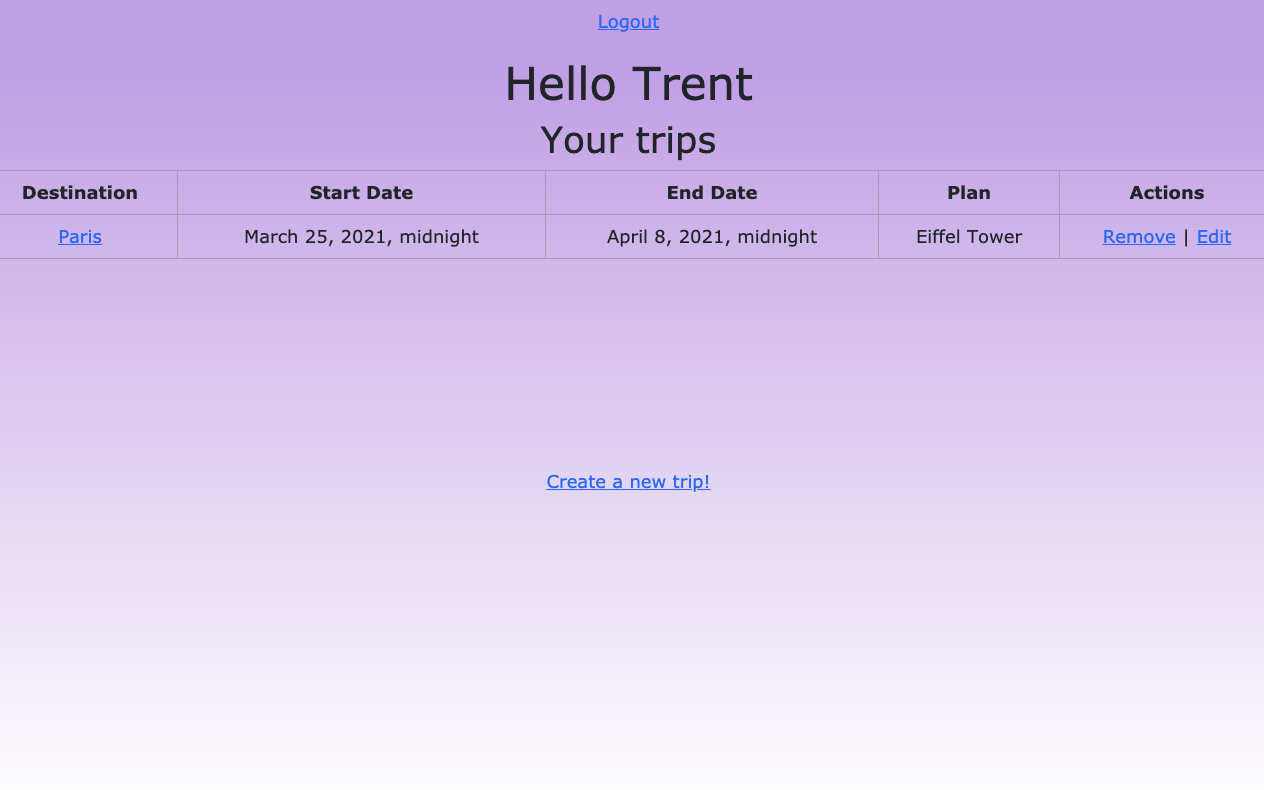 Logout
Hello Trent
Your trips
Destination Start Date End Date Plan Actions
Paris March 25, 2021, midnight April 8, 2021, midnight Eiffel Tower Remove | Edit
Create a new trip!